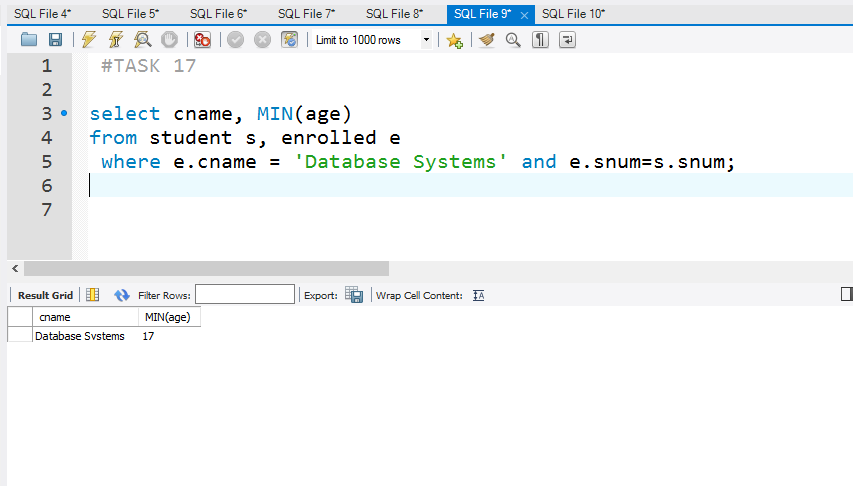 SQL File 4* SQL File 5* SQL File 6* SQL File 7* SQL File 8* SQL File 9* SQL File 10*
Limit to 1000 rows
1 #TASK 17
2
3 select cname, MIN(age)
4 from student s, enrolled e
5 where e.cname = 'Database Systems' and e.snum=s.snum;
6
7
Result Grid Filter Rows: Export: Wrap Cell Content:
cname MIN(age)
Database Systems 17